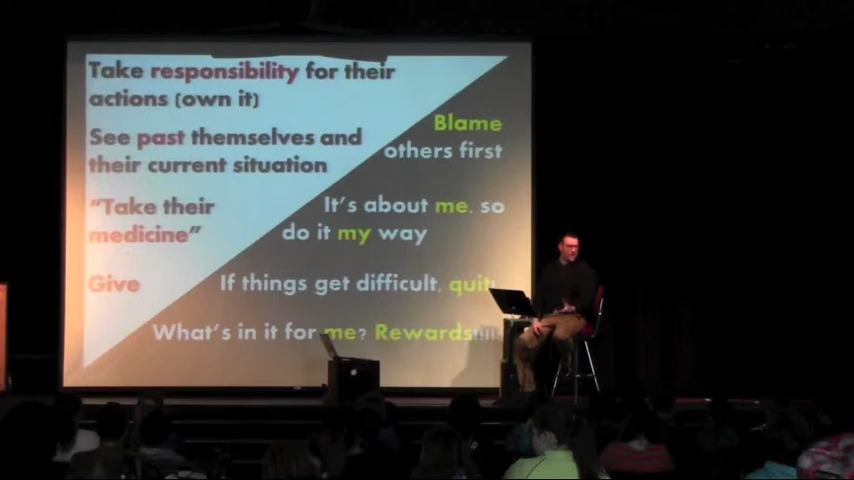 Take responsibility for their
actions (own it)
See past themselves and
their current situation
"Take their
medicine"
Give
Blame
others first
It's about me, so
do it my way
If things get difficult, quit!
What's in it for me? Rewards!!!!